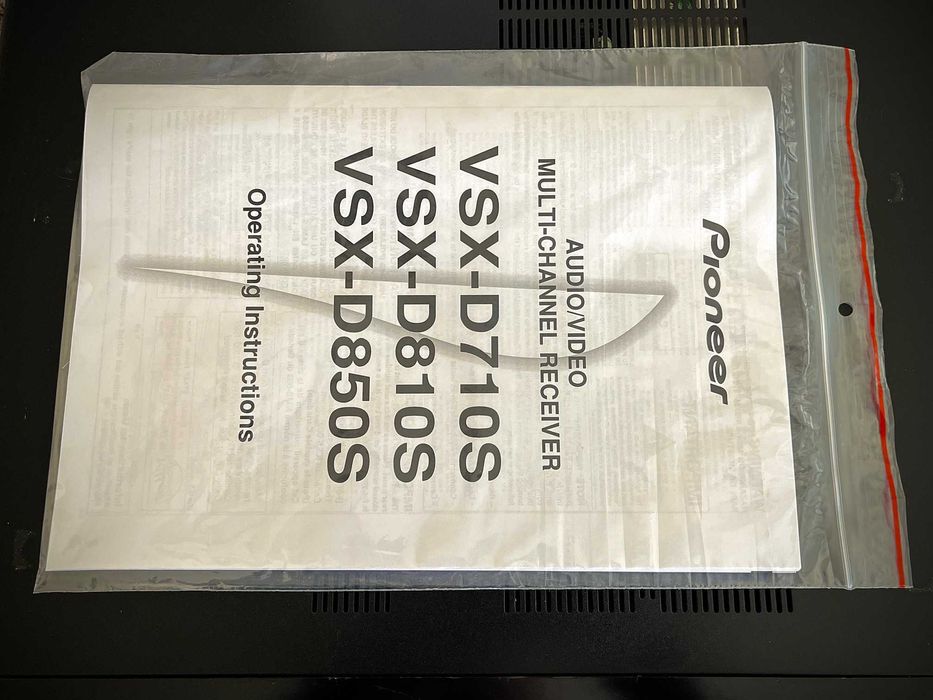 Pioneer
AUDIO/VIDEO
MULTI-CHANNEL RECEIVER
VSX-D710S
VSX-D810S
VSX-D850S
Operating Instructions